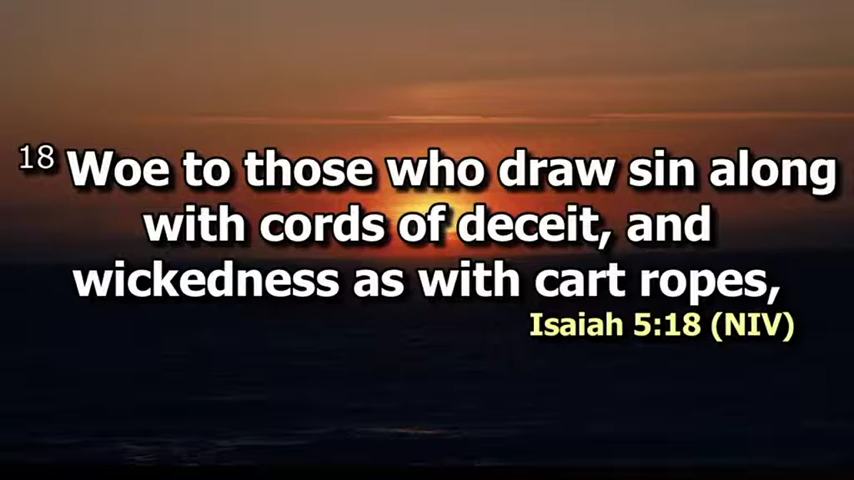 18 Woe to those who draw sin along
with cords of deceit, and
wickedness as with cart ropes,
Isaiah 5:18 (NIV)